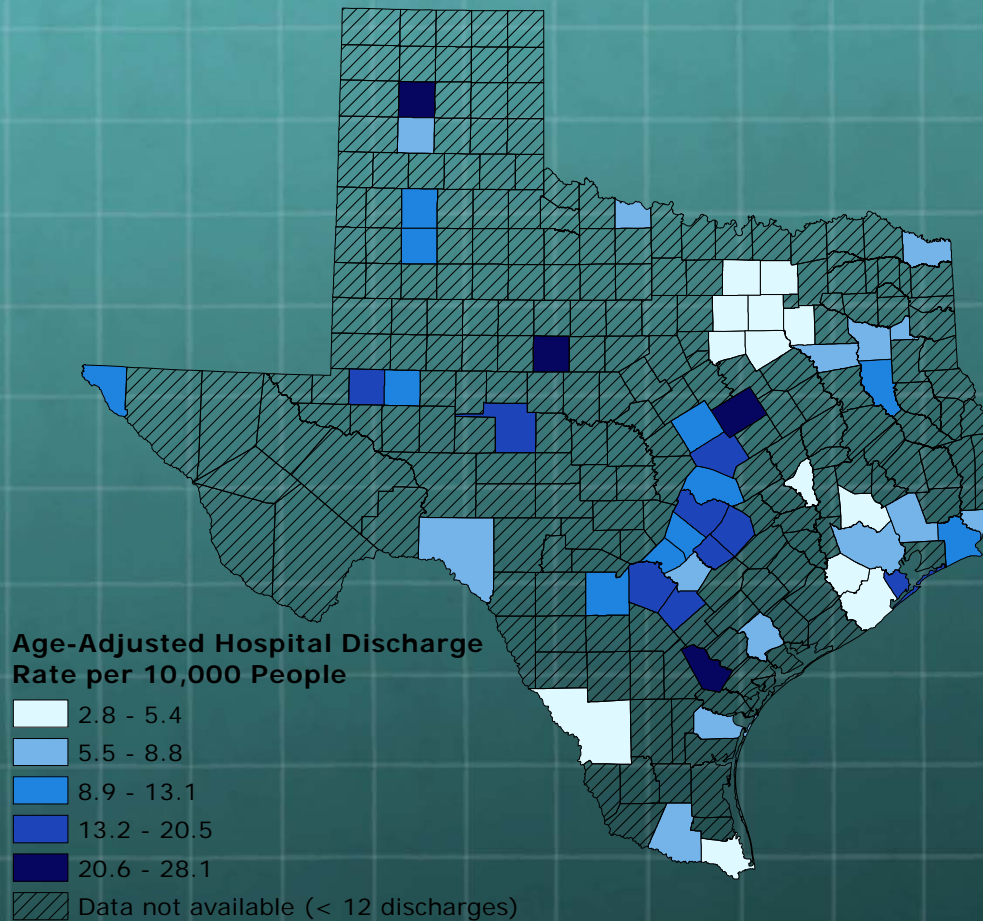 Age-Adjusted Hospital Discharge
Rate per 10,000 People
2.8 - 5.4
5.5 - 8.8
8.9 - 13.1
13.2 - 20.5
20.6 - 28.1
Data not available (< 12 discharges)